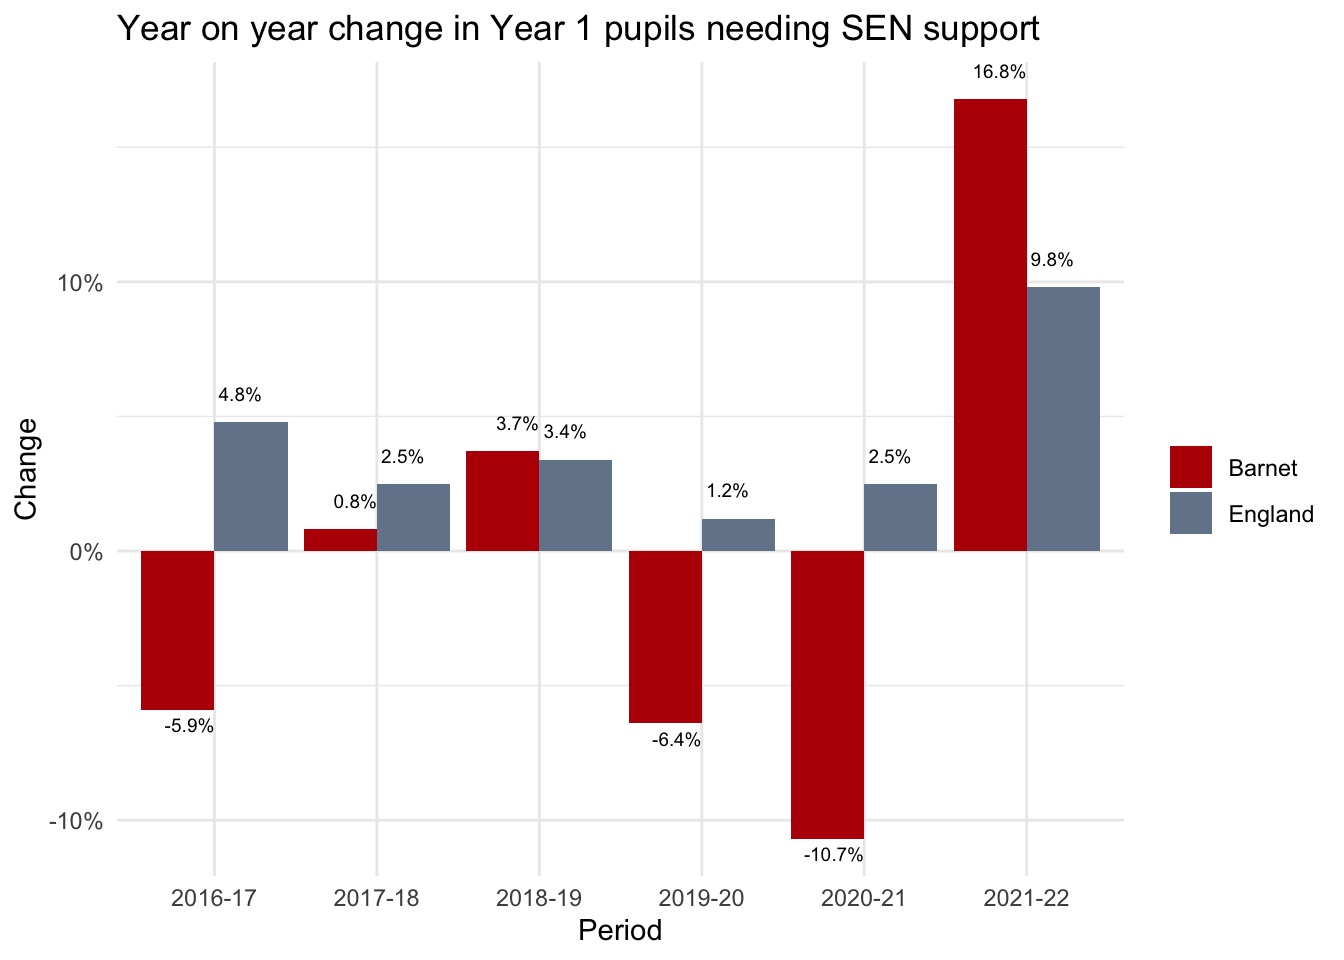 Year on year change in Year 1 pupils needing SEN support
16.8%
9.8%
10%
4.8%
3.7%
3.4%
2.5%
2.5%
0.8%
1.2%
Change
Barnet
England
0%
-5.9%
-6.4%
-10%
-10.7%
2016-17 2017-18 2018-19 2019-20 2020-21 2021-22
Period